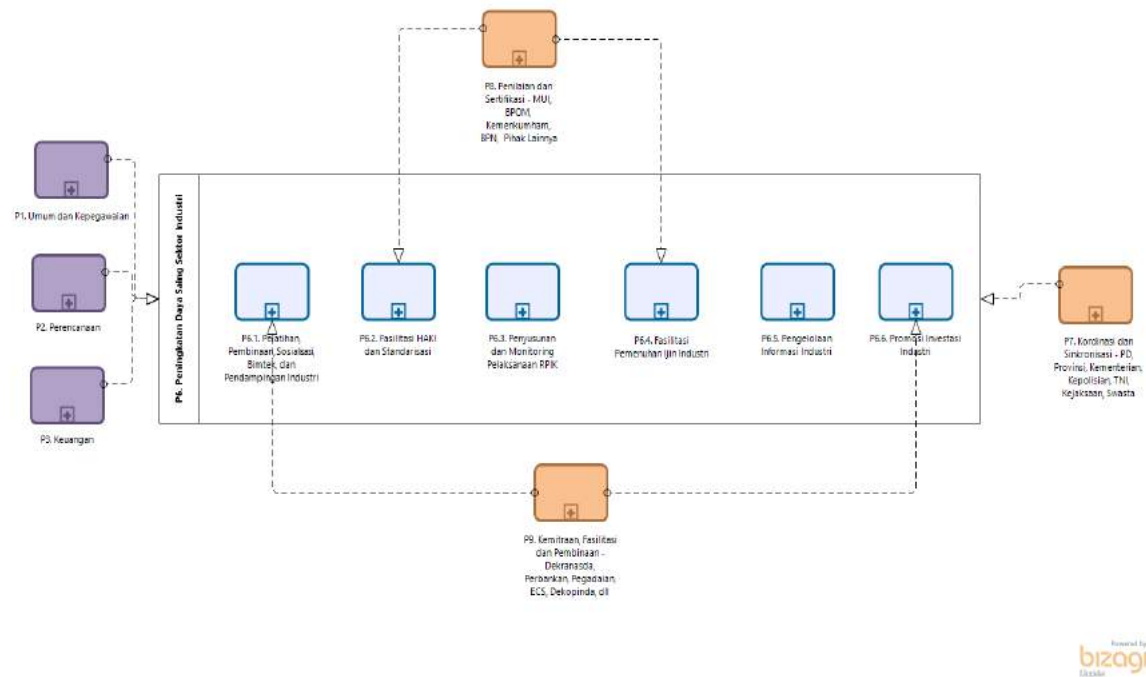 P8. Penilaian dan
Sertifikasi - MUI,
BPOM,
Kemenkumham,
BPN, Pihak Lainnya
P1. Umum dan Kepegawaian
P2. Perencanaan
P3. Keuangan
P6. Peningkatan Daya Saing Sektor Industri
P6.1. Pelatihan,
Pembinaan, Sosialisasi,
Bimtek, dan
Pendampingan Industri
P6.2. Fasilitasi HAKI
dan Standarisasi
P6.3. Penyusunan
dan Monitoring
Pelaksanaan RPIK
P6.4. Fasilitasi
Pemenuhan Ijin Industri
P6.5. Pengelolaan
Informasi Industri
P6.6. Promosi Investasi
Industri
P7. Kordinasi dan
Sinkronisasi - PD,
Provinsi, Kementerian,
Kepolisian, TNI,
Kejaksaan, Swasta
P9. Kemitraan, Fasilitasi
dan Pembinaan -
Dekranasda,
Perbankan, Pegadaian,
ECS, Dekopinda, dll
Powered by
bizagi
Modeler